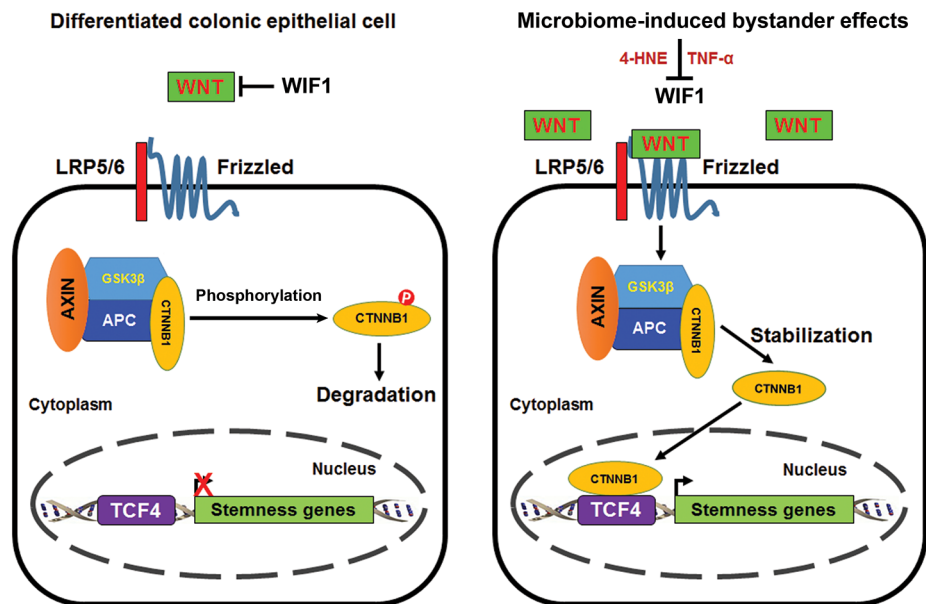 Differentiated colonic epithelial cell
WNT
WIF1
LRP5/6
Frizzled
AXIN
GSK3β
APC
CTNNB1
Phosphorylation
P
CTNNB1
Degradation
Cytoplasm
Nucleus
X
TCF4
Stemness genes
Microbiome-induced bystander effects
4-HNE
TNF-α
WIF1
WNT
WNT
WNT
LRP5/6
Frizzled
AXIN
GSK3β
APC
CTNNB1
Stabilization
CTNNB1
Cytoplasm
Nucleus
CTNNB1
TCF4
Stemness genes